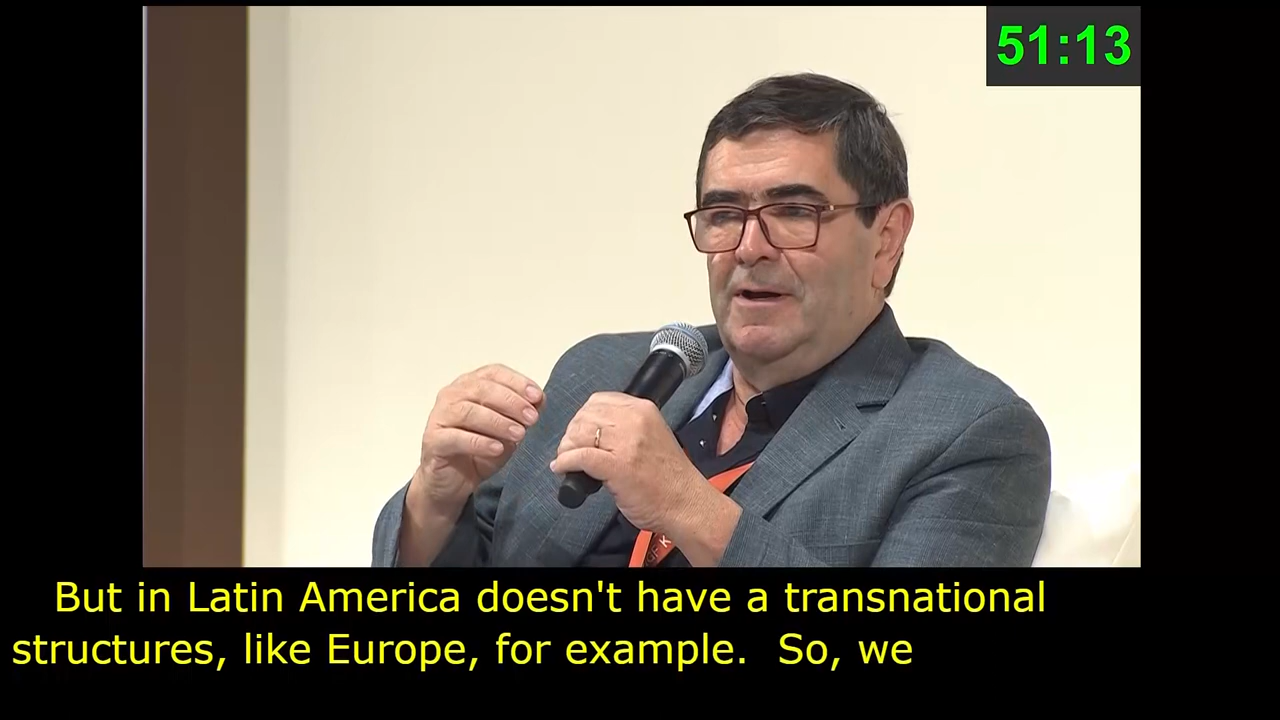 51:13
But in Latin America doesn't have a transnational
structures, like Europe, for example.  So, we